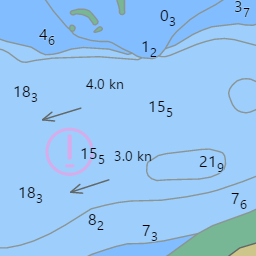 0₃ 3₇
4₆ 1₂
18₃ 4.0 kn 15₅
15₅ 3.0 kn 21₉
18₃ 7₆
8₂ 7₃